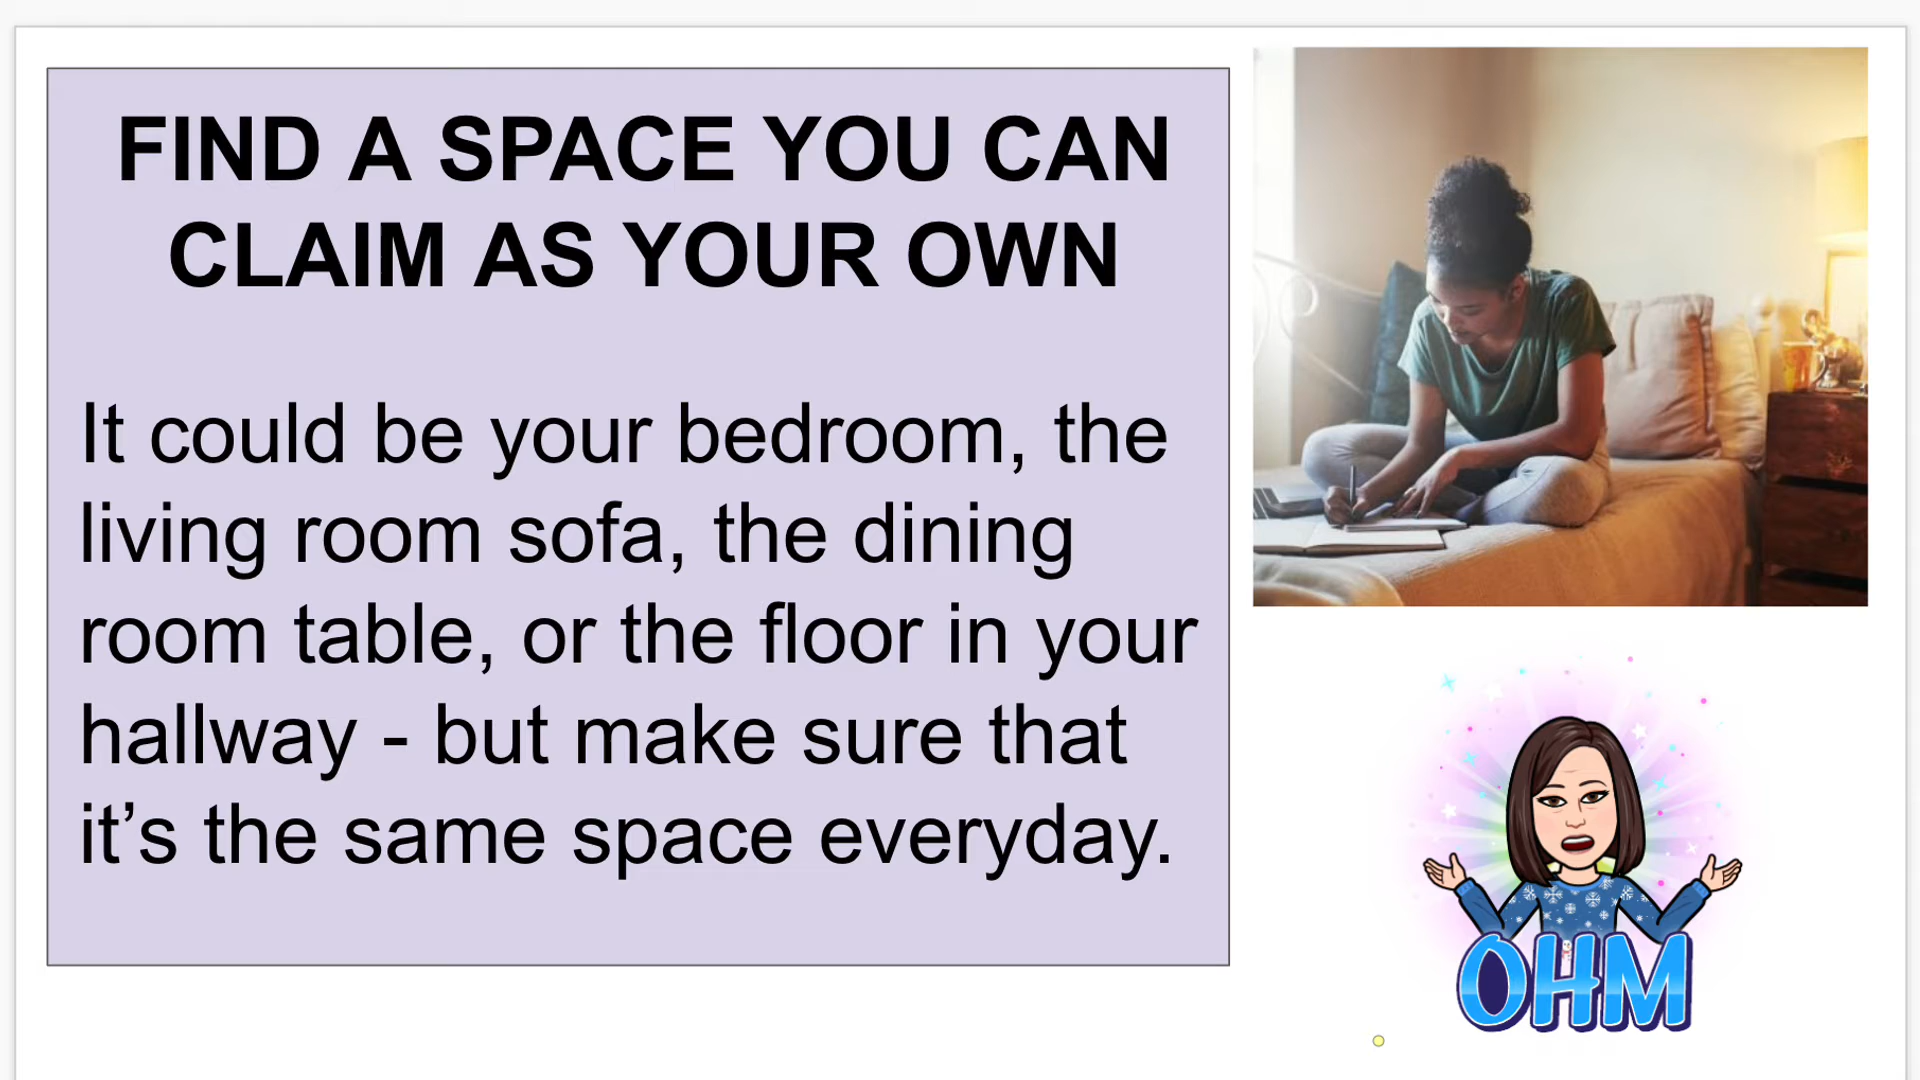 FIND A SPACE YOU CAN
CLAIM AS YOUR OWN
It could be your bedroom, the
living room sofa, the dining
room table, or the floor in your
hallway - but make sure that
it’s the same space everyday.
OHM